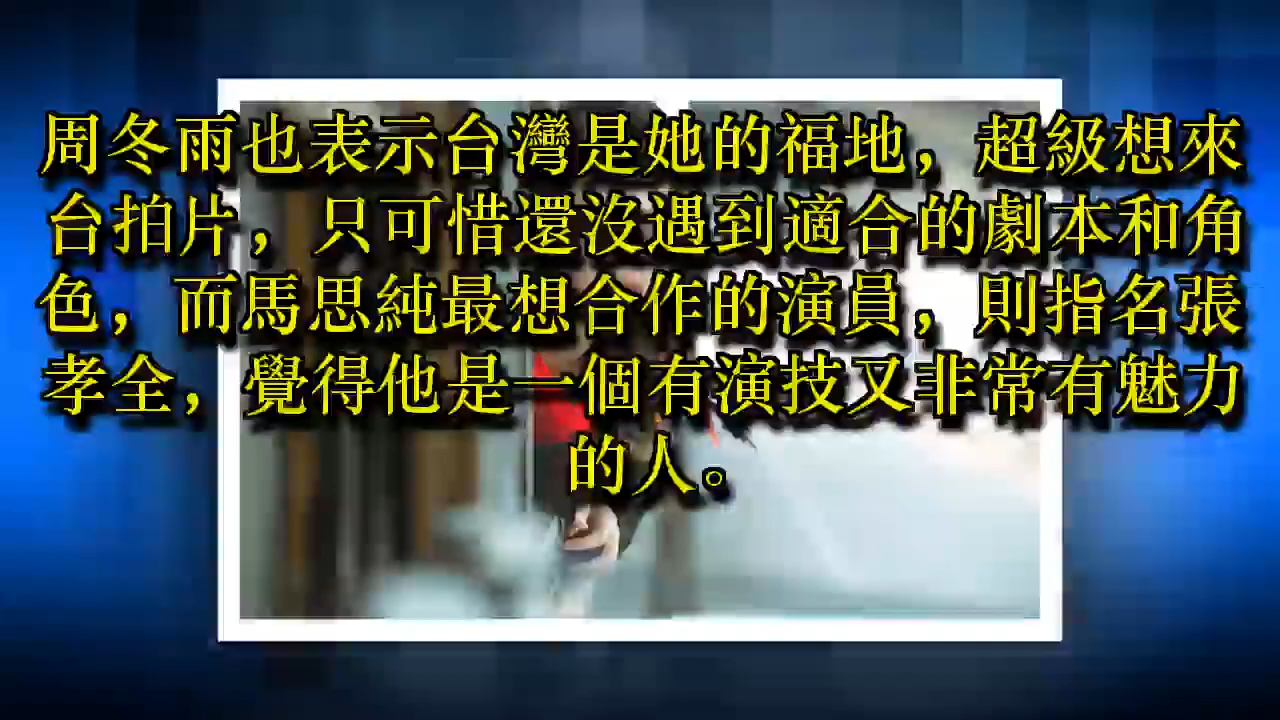 周冬雨也表示台灣是她的福地，超級想來
台拍片，只可惜還沒遇到適合的劇本和角
色，而馬思純最想合作的演員，則指名張
孝全，覺得他是一個有演技又非常有魅力
的人。